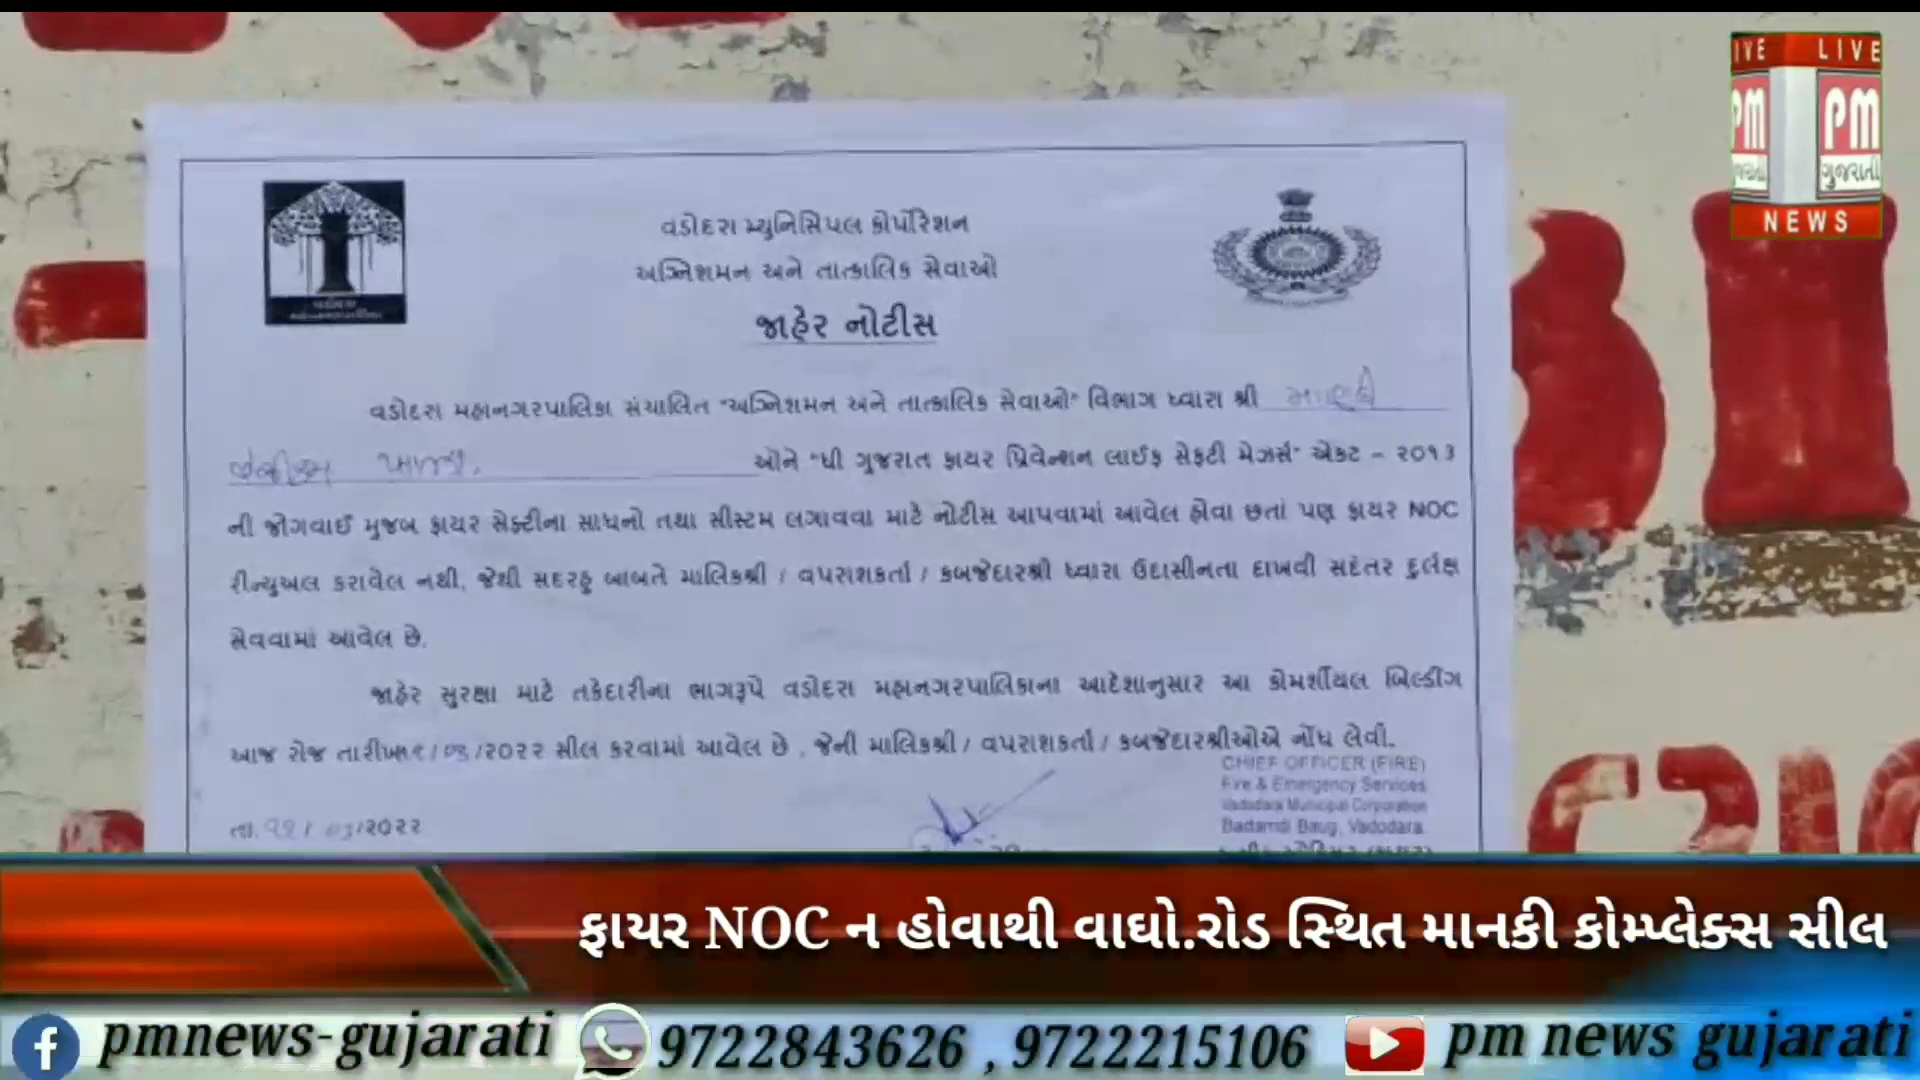 LIVE
PM
ગુજરાતી
NEWS
વડોદરા મ્યુનિસિપલ કોર્પોરેશન
અગ્નિશમન અને તાત્કાલિક સેવાઓ
જાહેર નોટીસ
વડોદરા મહાનગરપાલિકા સંચાલિત "અગ્નિશમન અને તાત્કાલિક સેવાઓ" વિભાગ ધ્વારા શ્રી
ઓને "ધી ગુજરાત ફાયર પ્રિવેન્શન લાઈફ સેફ્ટી મેઝર્સ" એકટ - ૨૦૧૩
ની જોગવાઈ મુજબ ફાયર સેફ્ટીના સાધનો તથા સીસ્ટમ લગાવવા માટે નોટીસ આપવામાં આવેલ હોવા છતાં પણ ફાયર NOC
રીન્યુઅલ કરાવેલ નથી. જેથી સદરહુ બાબતે માલિકશ્રી / વપરાશકર્તા / કબજેદારશ્રી ધ્વારા ઉદાસીનતા દાખવી સદંતર દુર્લક્ષ
સેવવામાં આવેલ છે.
જાહેર સુરક્ષા માટે તકેદારીના ભાગરૂપે વડોદરા મહાનગરપાલિકાના આદેશાનુસાર આ કોમર્શીયલ બિલ્ડીંગ
આજ રોજ તારીખ /૦૩/૨૦૨૨ સીલ કરવામાં આવેલ છે . જેની માલિકશ્રી / વપરાશકર્તા / કબજેદારશ્રીઓએ નોંધ લેવી.
CHIEF OFFICER (FIRE)
Fire & Emergency Services
Vadodara Municipal Corporation
Badamdi Baug, Vadodara.
તા. /૦૩/૨૦૨૨
ફાયર NOC ન હોવાથી વાઘો.રોડ સ્થિત માનકી કોમ્પ્લેક્સ સીલ
pmnews-gujarati 9722843626 , 9722215106 pm news gujarati